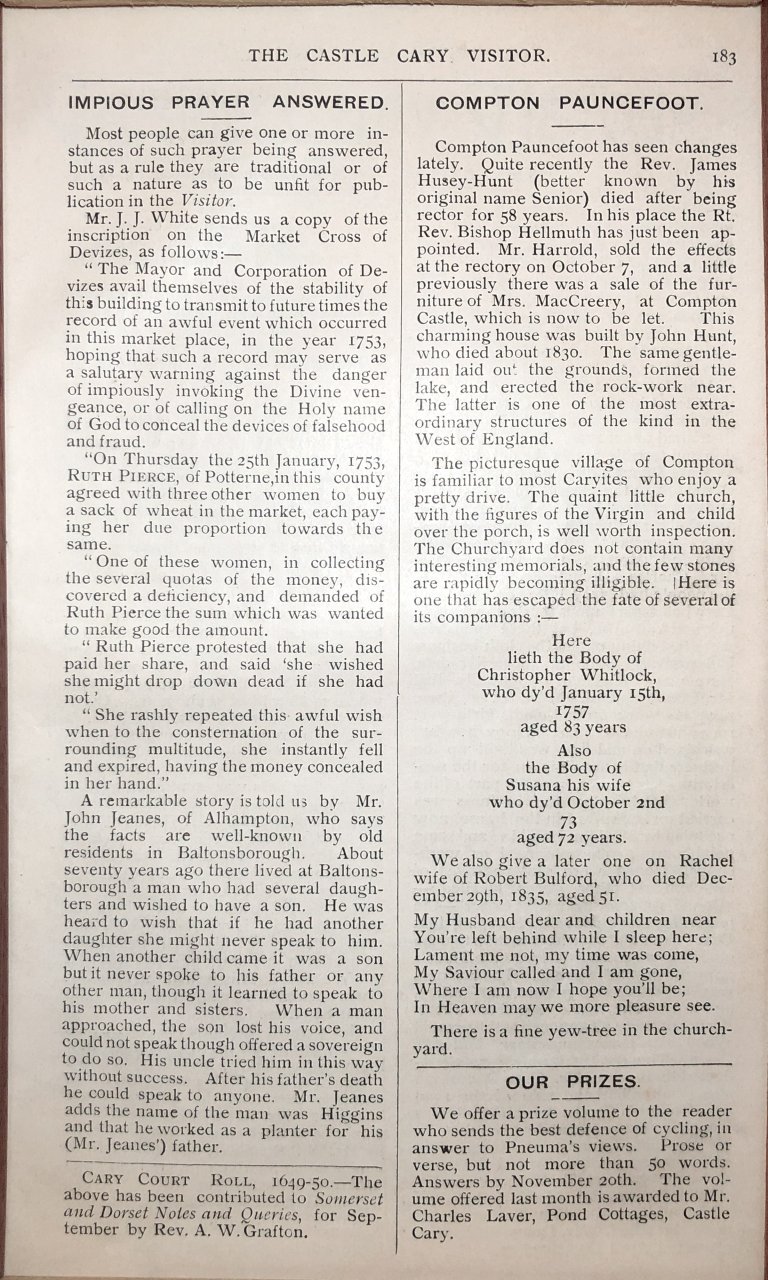 THE CASTLE CARY VISITOR.
183
IMPIOUS PRAYER ANSWERED.
Most people can give one or more in-
stances of such prayer being answered,
but as a rule they are traditional or of
such a nature as to be unfit for pub-
lication in the Visitor.
Mr. J. J. White sends us a copy of the
inscription on the Market Cross of
Devizes, as follows:—
" The Mayor and Corporation of De-
vizes avail themselves of the stability of
this building to transmit to future times the
record of an awful event which occurred
in this market place, in the year 1753,
hoping that such a record may serve as
a salutary warning against the danger
of impiously invoking the Divine ven-
geance, or of calling on the Holy name
of God to conceal the devices of falsehood
and fraud.
"On Thursday the 25th January, 1753,
RUTH PIERCE, of Potterne,in this county
agreed with three other women to buy
a sack of wheat in the market, each pay-
ing her due proportion towards the
same.
" One of these women, in collecting
the several quotas of the money, dis-
covered a deficiency, and demanded of
Ruth Pierce the sum which was wanted
to make good the amount.
" Ruth Pierce protested that she had
paid her share, and said 'she wished
she might drop down dead if she had
not.'
" She rashly repeated this awful wish
when to the consternation of the sur-
rounding multitude, she instantly fell
and expired, having the money concealed
in her hand."
A remarkable story is told us by Mr.
John Jeanes, of Alhampton, who says
the facts are well-known by old
residents in Baltonsborough. About
seventy years ago there lived at Baltons-
borough a man who had several daugh-
ters and wished to have a son. He was
heard to wish that if he had another
daughter she might never speak to him.
When another child came it was a son
but it never spoke to his father or any
other man, though it learned to speak to
his mother and sisters. When a man
approached, the son lost his voice, and
could not speak though offered a sovereign
to do so. His uncle tried him in this way
without success. After his father's death
he could speak to anyone. Mr. Jeanes
adds the name of the man was Higgins
and that he worked as a planter for his
(Mr. Jeanes') father.
CARY COURT ROLL, 1649-50.—The
above has been contributed to Somerset
and Dorset Notes and Queries, for Sep-
tember by Rev. A. W. Grafton.
COMPTON PAUNCEFOOT.
Compton Pauncefoot has seen changes
lately. Quite recently the Rev. James
Husey-Hunt (better known by his
original name Senior) died after being
rector for 58 years. In his place the Rt.
Rev. Bishop Hellmuth has just been ap-
pointed. Mr. Harrold, sold the effects
at the rectory on October 7, and a little
previously there was a sale of the fur-
niture of Mrs. MacCreery, at Compton
Castle, which is now to be let. This
charming house was built by John Hunt,
who died about 1830. The same gentle-
man laid out the grounds, formed the
lake, and erected the rock-work near.
The latter is one of the most extra-
ordinary structures of the kind in the
West of England.
The picturesque village of Compton
is familiar to most Caryites who enjoy a
pretty drive. The quaint little church,
with the figures of the Virgin and child
over the porch, is well worth inspection.
The Churchyard does not contain many
interesting memorials, and the few stones
are rapidly becoming illigible. Here is
one that has escaped the fate of several of
its companions :—
Here
lieth the Body of
Christopher Whitlock,
who dy'd January 15th,
1757
aged 83 years
Also
the Body of
Susana his wife
who dy'd October 2nd
73
aged 72 years.
We also give a later one on Rachel
wife of Robert Bulford, who died Dec-
ember 29th, 1835, aged 51.
My Husband dear and children near
You're left behind while I sleep here;
Lament me not, my time was come,
My Saviour called and I am gone,
Where I am now I hope you'll be;
In Heaven may we more pleasure see.
There is a fine yew-tree in the church-
yard.
OUR PRIZES.
We offer a prize volume to the reader
who sends the best defence of cycling, in
answer to Pneuma's views. Prose or
verse, but not more than 50 words.
Answers by November 20th. The vol-
ume offered last month is awarded to Mr.
Charles Laver, Pond Cottages, Castle
Cary.